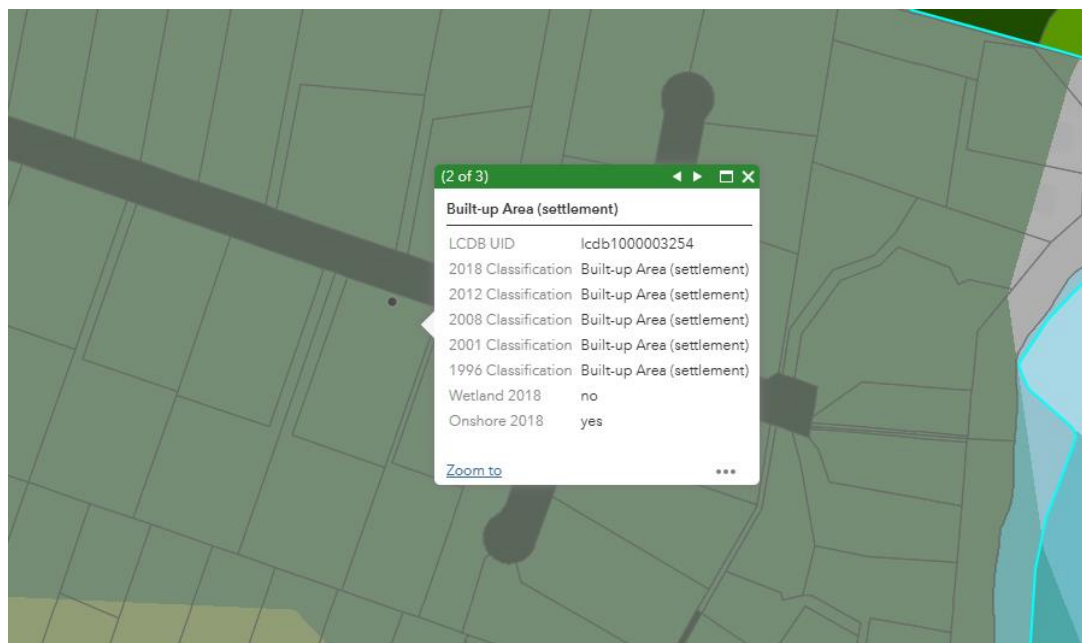 (2 of 3)
Built-up Area (settlement)
LCDB UID lcdb1000003254
2018 Classification Built-up Area (settlement)
2012 Classification Built-up Area (settlement)
2008 Classification Built-up Area (settlement)
2001 Classification Built-up Area (settlement)
1996 Classification Built-up Area (settlement)
Wetland 2018 no
Onshore 2018 yes
Zoom to